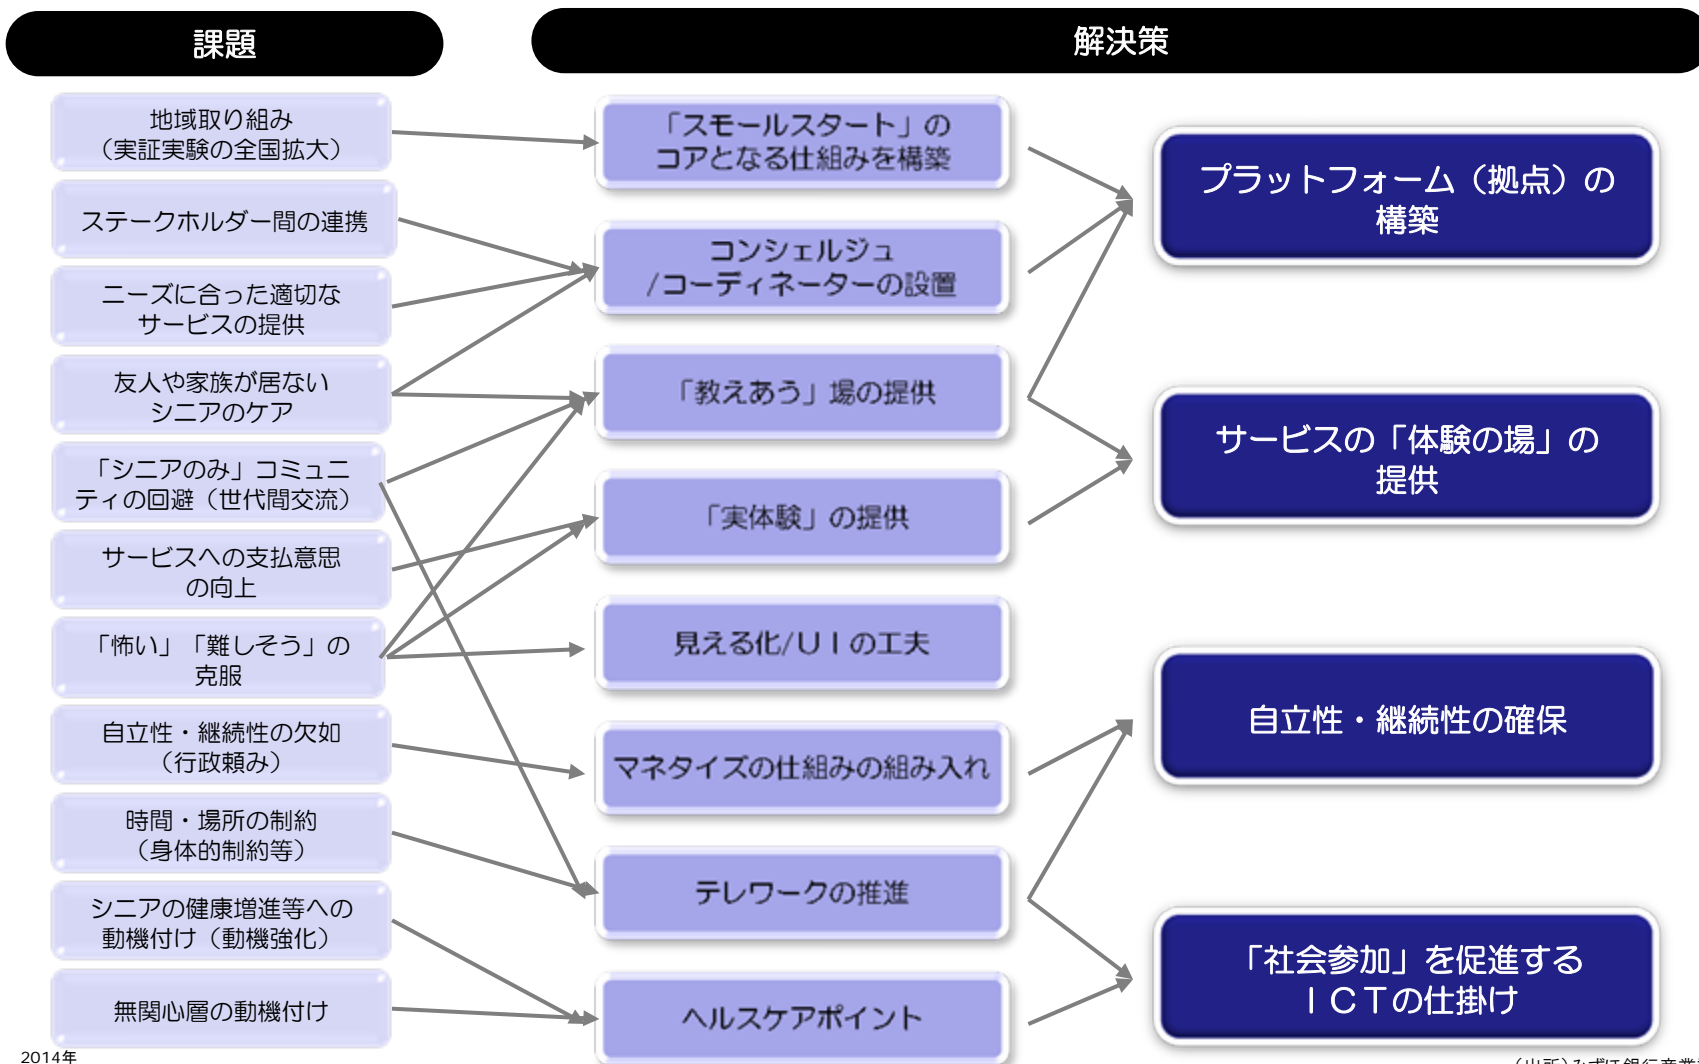 課題
解決策
地域取り組み
（実証実験の全国拡大）
ステークホルダー間の連携
ニーズに合った適切な
サービスの提供
友人や家族が居ない
シニアのケア
「シニアのみ」コミュニ
ティの回避（世代間交流）
サービスへの支払意思
の向上
「怖い」「難しそう」の
克服
自立性・継続性の欠如
（行政頼み）
時間・場所の制約
（身体的制約等）
シニアの健康増進等への
動機付け（動機強化）
無関心層の動機付け
「スモールスタート」の
コアとなる仕組みを構築
コンシェルジュ
/コーディネーターの設置
「教えあう」場の提供
「実体験」の提供
見える化/ＵＩの工夫
マネタイズの仕組みの組み入れ
テレワークの推進
ヘルスケアポイント
プラットフォーム（拠点）の
構築
サービスの「体験の場」の
提供
自立性・継続性の確保
「社会参加」を促進する
ＩＣＴの仕掛け
2014年
（出所）みずほ銀行産業